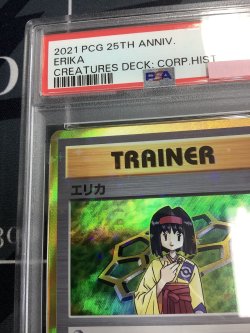 2021 PCG 25TH ANNIV.
ERIKA
CREATURES DECK: CORP.HIST
PSA
TRAINER
エリカ